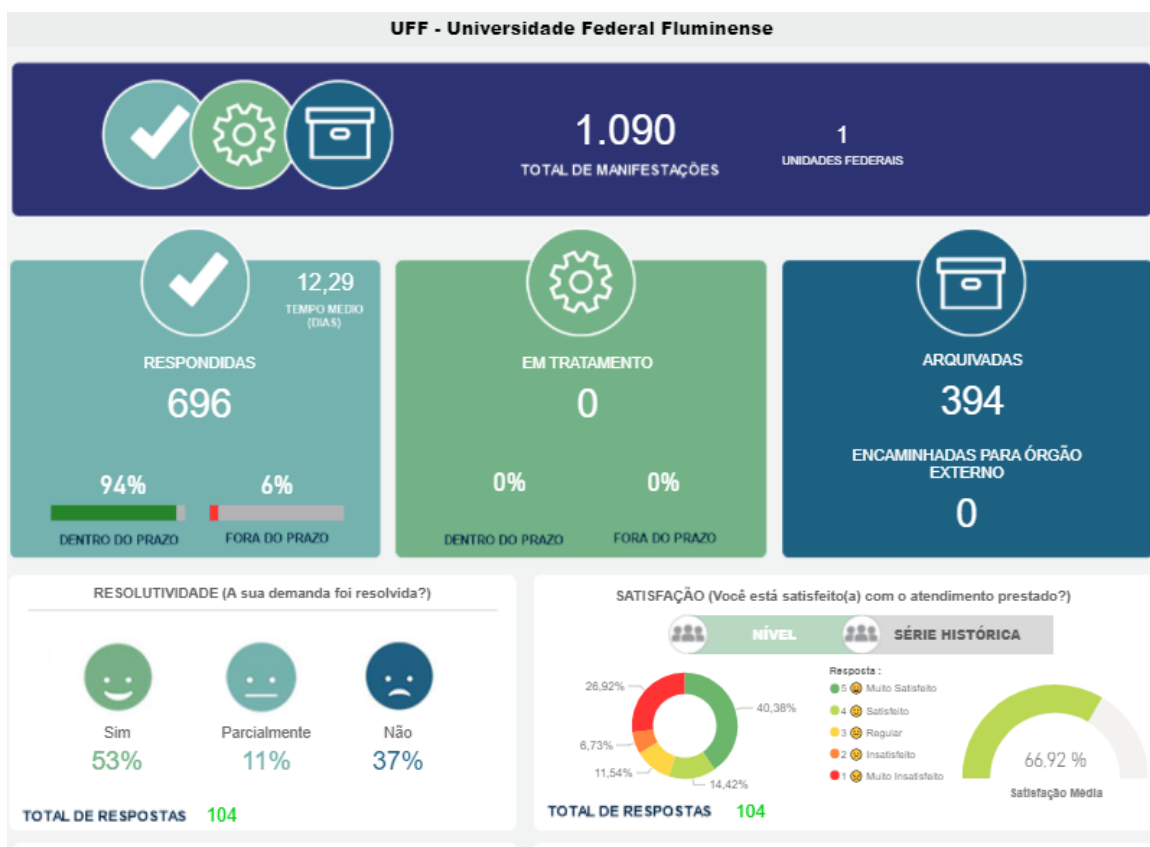 UFF - Universidade Federal Fluminense
1.090
TOTAL DE MANIFESTAÇÕES
1
UNIDADES FEDERAIS
12,29
TEMPO MEDIO
(DIAS)
RESPONDIDAS
696
94%
6%
DENTRO DO PRAZO
FORA DO PRAZO
EM TRATAMENTO
0
0%
0%
DENTRO DO PRAZO
FORA DO PRAZO
ARQUIVADAS
394
ENCAMINHADAS PARA ÓRGÃO
EXTERNO
0
RESOLUTIVIDADE (A sua demanda foi resolvida?)
Sim
Parcialmente
Não
53%
11%
37%
TOTAL DE RESPOSTAS 104
SATISFAÇÃO (Você está satisfeito(a) com o atendimento prestado?)
NÍVEL
SÉRIE HISTÓRICA
26,92%
40,38%
6,73%
11,54%
14,42%
Resposta :
5 Muito Satisfeito
4 Satisfeito
3 Regular
2 Insatisfeito
1 Muito Insatisfeito
66,92 %
Satisfação Média
TOTAL DE RESPOSTAS 104